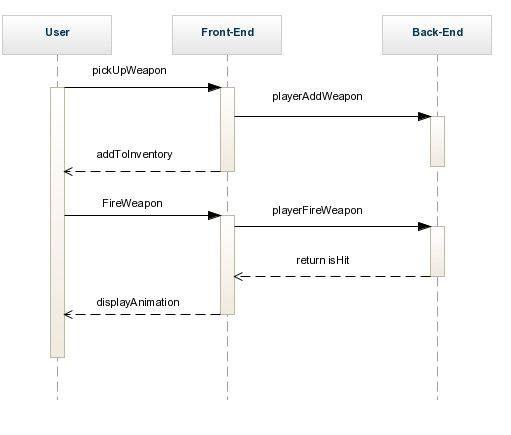 User
Front-End
Back-End
pickUpWeapon
playerAddWeapon
addToInventory
FireWeapon
playerFireWeapon
return isHit
displayAnimation